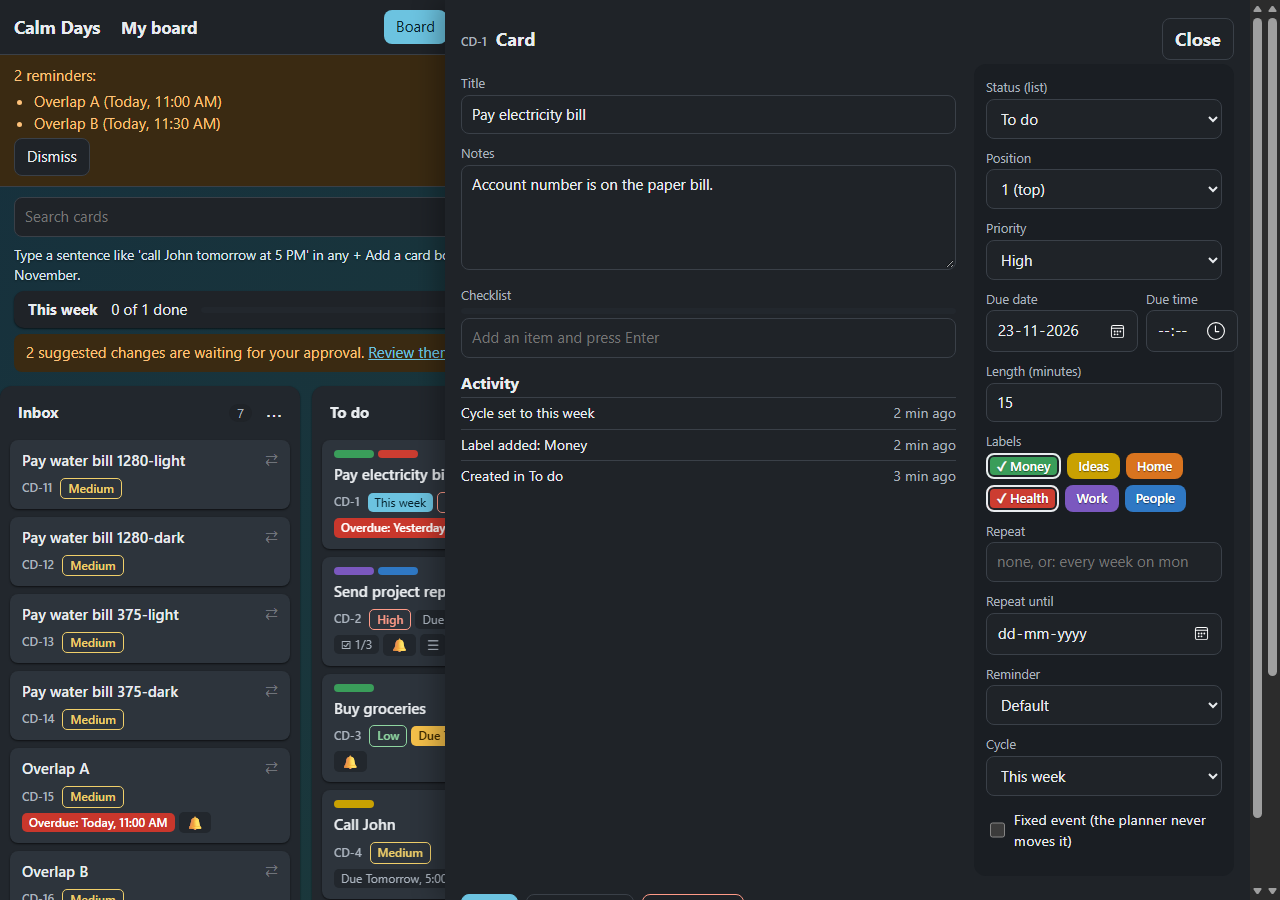 Calm Days My board Board
2 reminders:
Overlap A (Today, 11:00 AM)
Overlap B (Today, 11:30 AM)
Dismiss
Search cards
Type a sentence like 'call John tomorrow at 5 PM' in any + Add a card
November.
This week 0 of 1 done
2 suggested changes are waiting for your approval. Review
Inbox 7 ...
Pay water bill 1280-light
CD-11 Medium
Pay water bill 1280-dark
CD-12 Medium
Pay water bill 375-light
CD-13 Medium
Pay water bill 375-dark
CD-14 Medium
Overlap A
CD-15 Medium
Overdue: Today, 11:00 AM
Overlap B
CD-16 Medium
To do
Pay electricity
CD-1 This week
Overdue: Yesterday
Send project
CD-2 High Due
1/3
Buy groceries
CD-3 Low Due
Call John
CD-4 Medium
Due Tomorrow,
CD-1 Card
Close
Title
Pay electricity bill
Notes
Account number is on the paper bill.
Checklist
Add an item and press Enter
Activity
Cycle set to this week 2 min ago
Label added: Money 2 min ago
Created in To do 3 min ago
Status (list)
To do
Position
1 (top)
Priority
High
Due date Due time
23-11-2026 --:--
Length (minutes)
15
Labels
✓ Money Ideas Home
✓ Health Work People
Repeat
none, or: every week on mon
Repeat until
dd-mm-yyyy
Reminder
Default
Cycle
This week
Fixed event (the planner never
moves it)